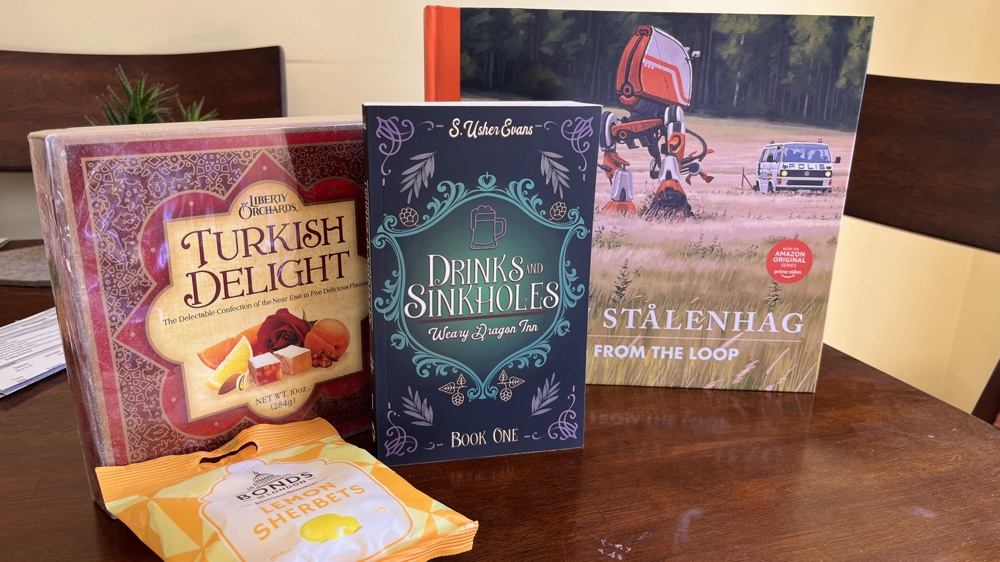 LIBERTY
ORCHARDS
TURKISH
DELIGHT
The Delectable Confection of the Near East in Five Delicious Flavors
NET WT. 10oz
(284g)
BONDS
OF LONDON
LEMON
SHERBETS
S. Usher Evans
DRINKS AND
SINKHOLES
Weary Dragon Inn
BOOK ONE
POLIS
NOW AN
AMAZON
ORIGINAL
SERIES
prime video
STÅLENHAG
FROM THE LOOP